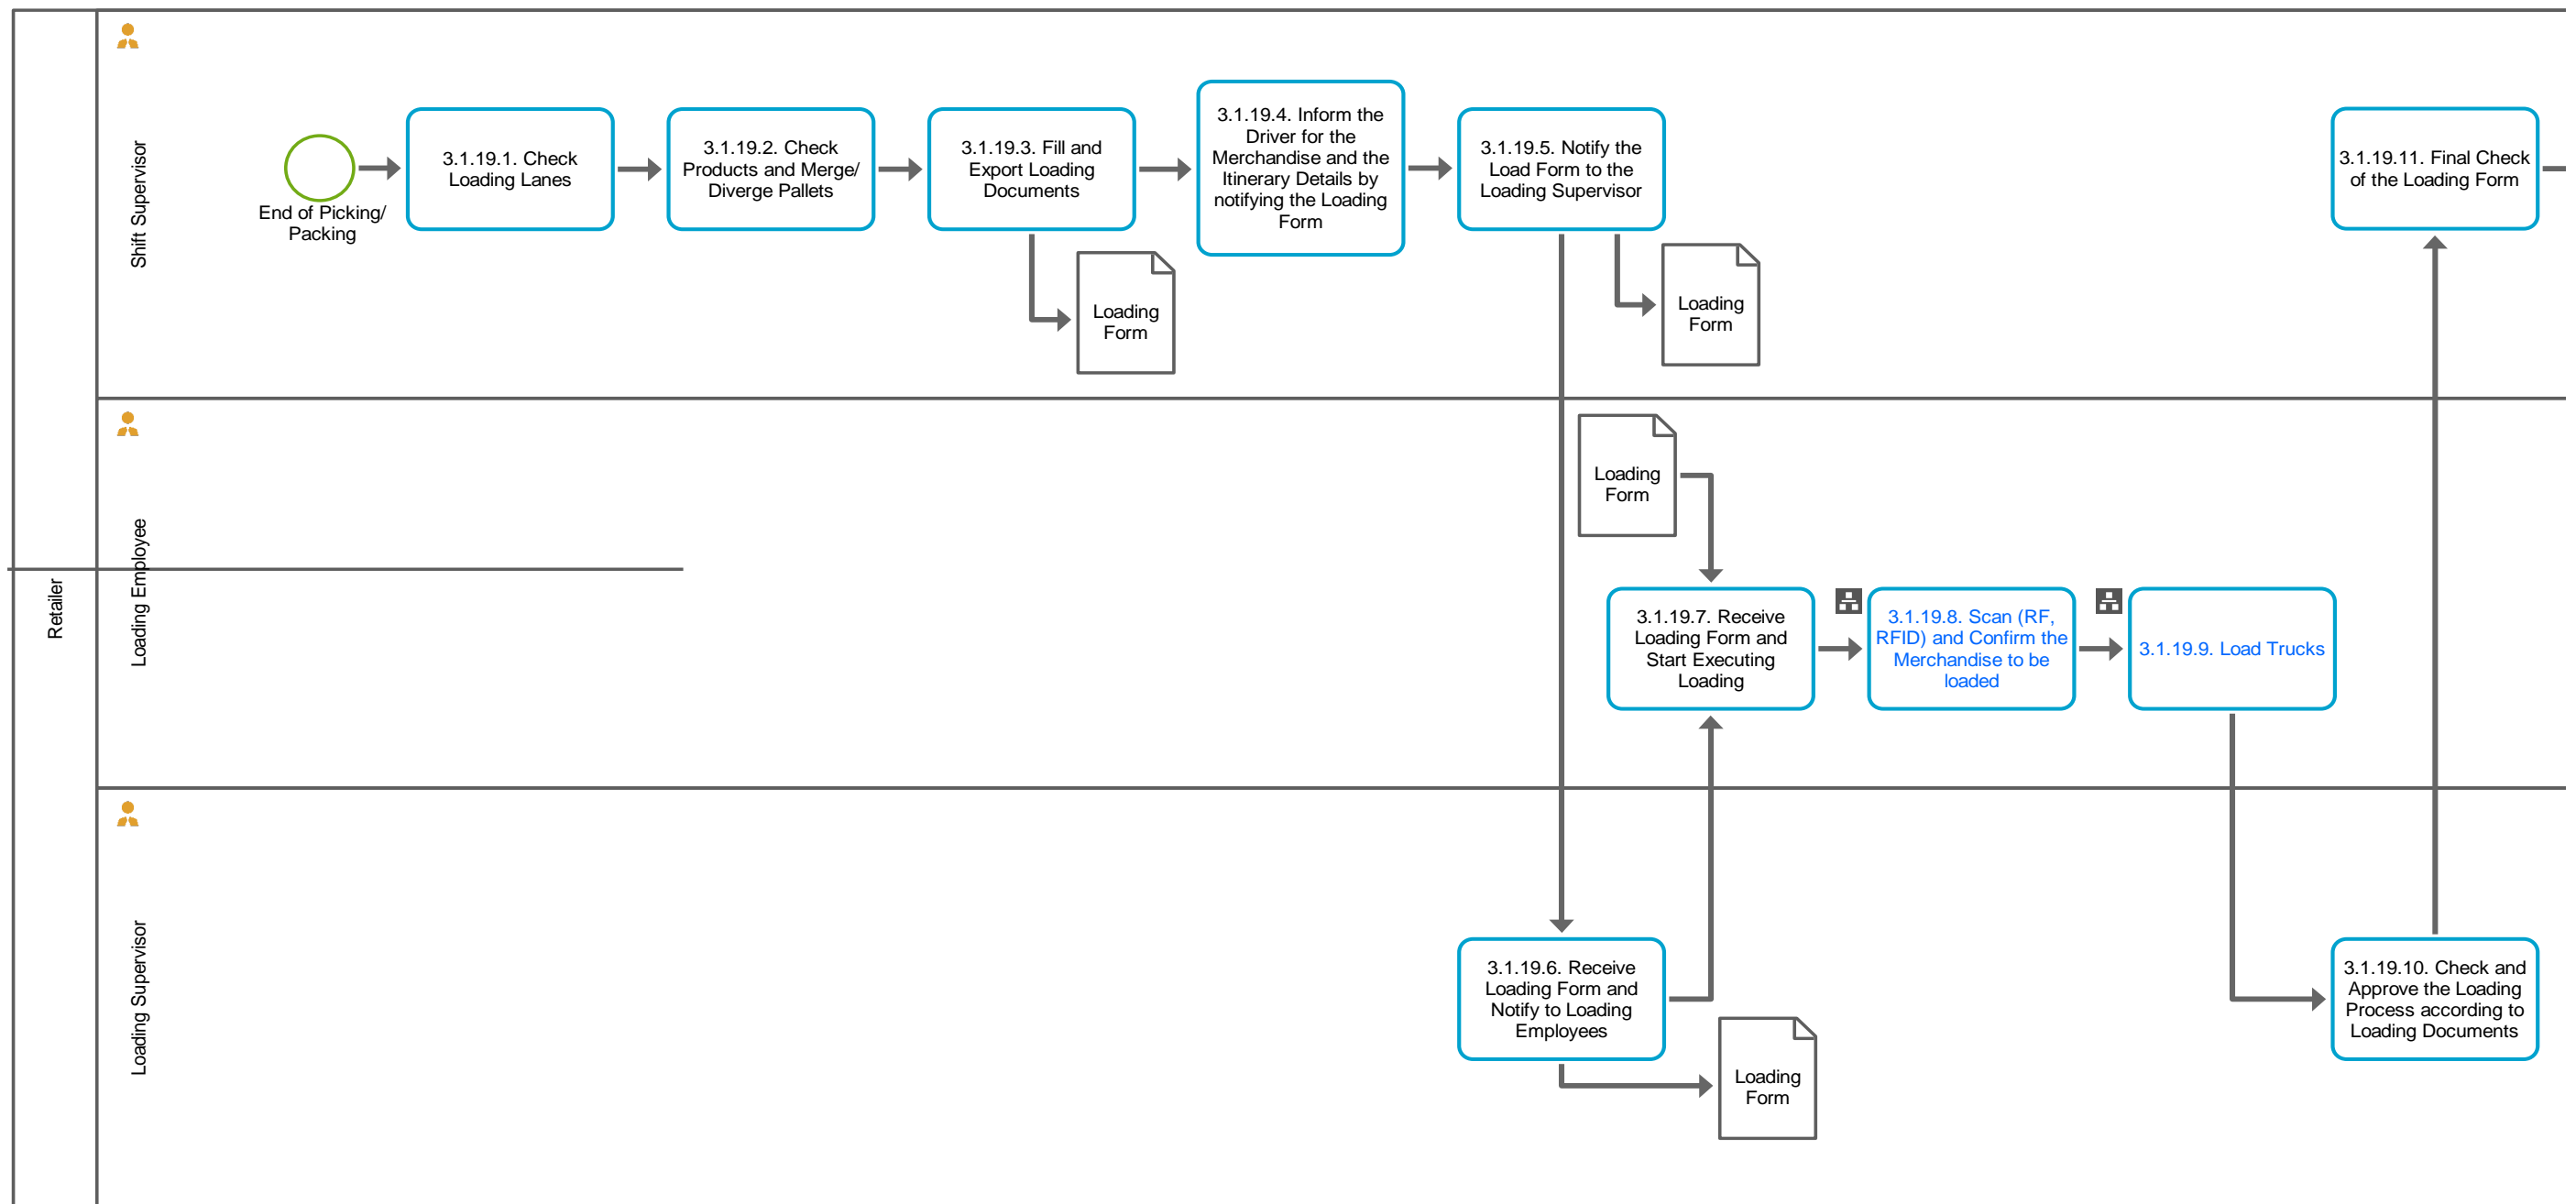 Retailer
Shift Supervisor
End of Picking/
Packing
3.1.19.1. Check
Loading Lanes
3.1.19.2. Check
Products and Merge/
Diverge Pallets
3.1.19.3. Fill and
Export Loading
Documents
3.1.19.4. Inform the
Driver for the
Merchandise and the
Itinerary Details by
notifying the Loading
Form
3.1.19.5. Notify the
Load Form to the
Loading Supervisor
3.1.19.11. Final Check
of the Loading Form
Loading
Form
Loading
Form
Loading Employee
Loading
Form
3.1.19.7. Receive
Loading Form and
Start Executing
Loading
3.1.19.8. Scan (RF,
RFID) and Confirm the
Merchandise to be
loaded
3.1.19.9. Load Trucks
Loading Supervisor
3.1.19.6. Receive
Loading Form and
Notify to Loading
Employees
3.1.19.10. Check and
Approve the Loading
Process according to
Loading Documents
Loading
Form